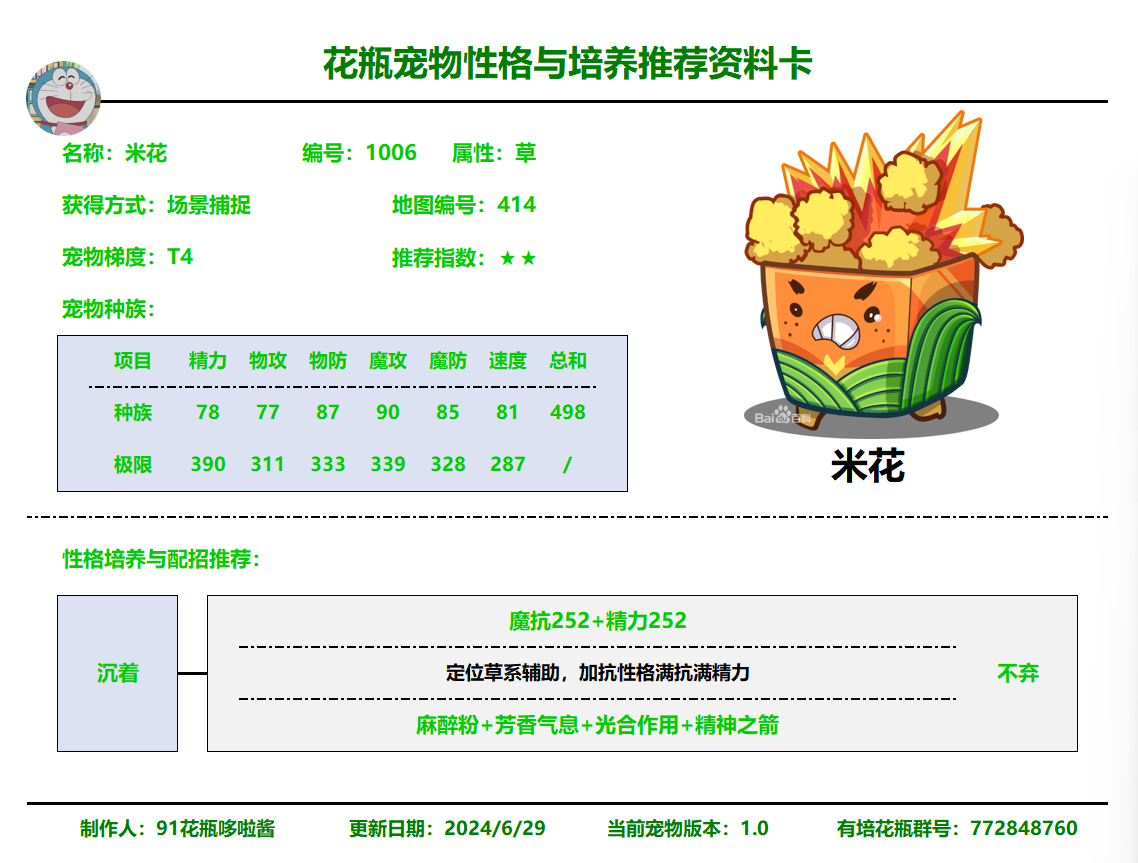 花瓶宠物性格与培养推荐资料卡
名称：米花 编号：1006 属性：草
获得方式：场景捕捉 地图编号：414
宠物梯度：T4 推荐指数：★★
宠物种族：
项目 精力 物攻 物防 魔攻 魔防 速度 总和
种族 78 77 87 90 85 81 498
极限 390 311 333 339 328 287 /
Bai百科
米花
性格培养与配招推荐：
魔抗252+精力252
沉着 定位草系辅助，加抗性格满抗满精力 不弃
麻醉粉+芳香气息+光合作用+精神之箭
制作人：91花瓶哆啦酱 更新日期：2024/6/29 当前宠物版本：1.0 有培花瓶群号：772848760